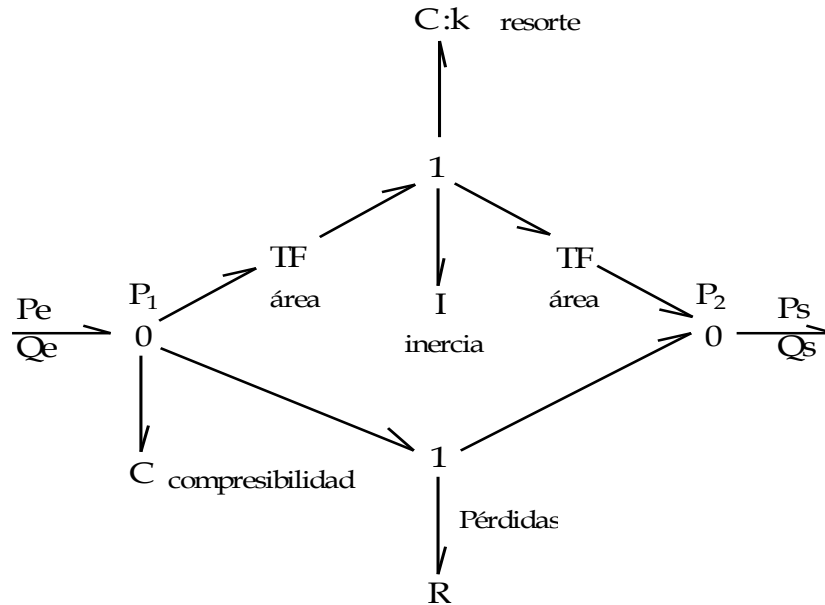 C:k resorte
1
TF
área
TF
área
P1
P2
Pe
Qe
0
I
inercia
0
Ps
Qs
C compresibilidad
1
Pérdidas
R